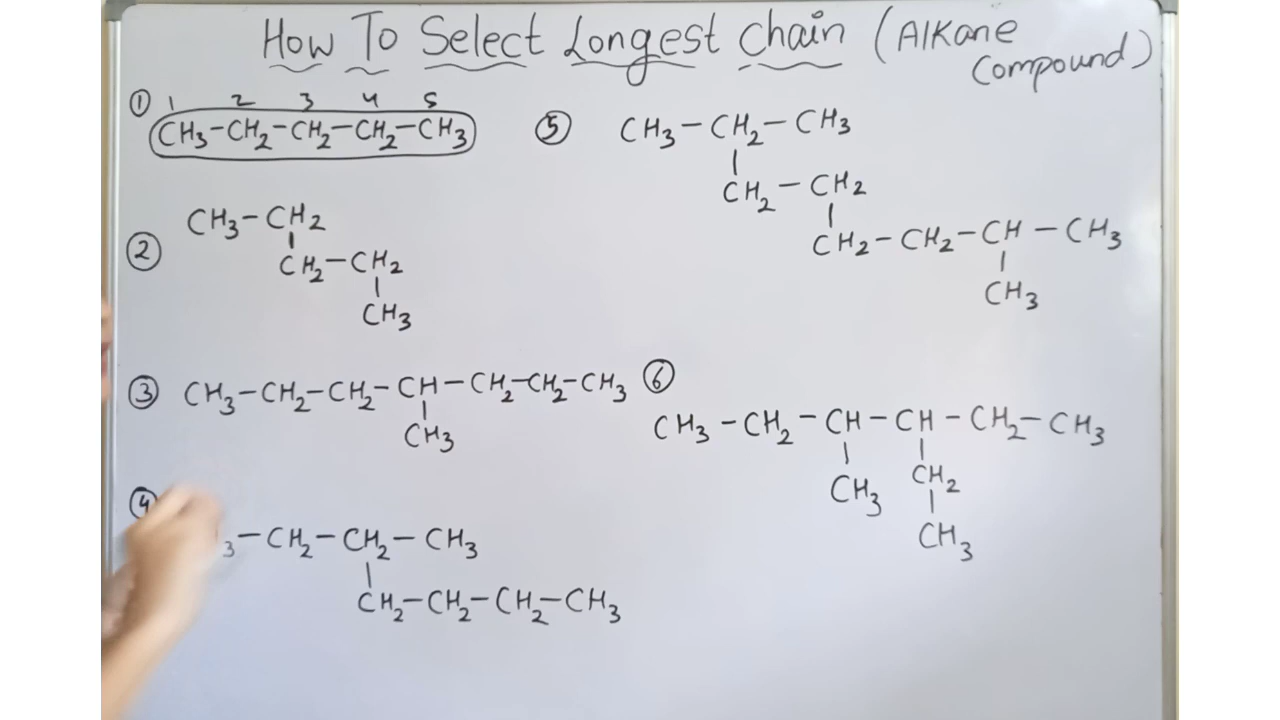 How To Select Longest Chain (Alkane Compound)
① 1 2 3 4 5
CH3-CH2-CH2-CH2-CH3
② CH3-CH2
|
CH2-CH2
|
CH3
③ CH3-CH2-CH2-CH-CH2-CH2-CH3
|
CH3
④
3-CH2-CH2-CH3
|
CH2-CH2-CH2-CH3
⑤ CH3-CH2-CH3
|
CH2-CH2
|
CH2-CH2-CH-CH3
|
CH3
⑥
CH3-CH2-CH-CH-CH2-CH3
| |
CH3 CH2
|
CH3